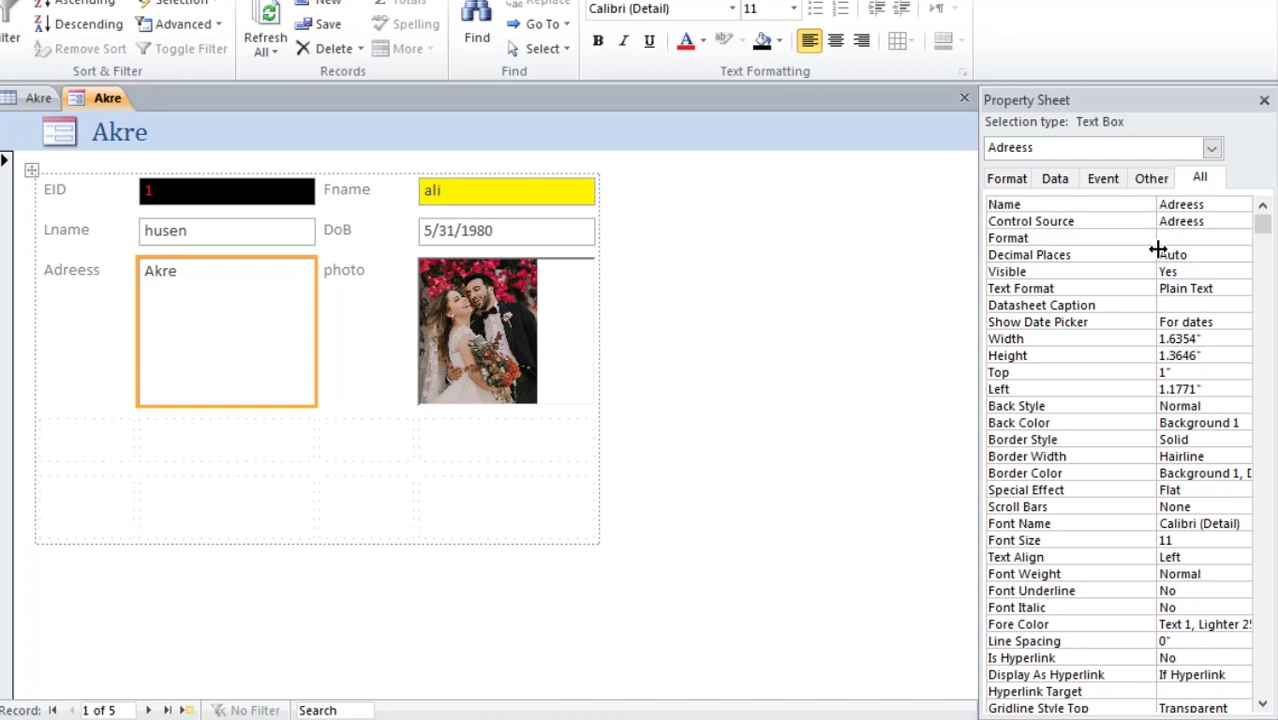 Ascending Selection New Totals Replace Calibri (Detail) 11
Filter Descending Advanced Refresh All Save Spelling Find Go To B I U A
Remove Sort Toggle Filter Delete More Select
Sort & Filter Records Find Text Formatting
Akre Akre
Akre
EID 1 Fname ali
Lname husen DoB 5/31/1980
Adreess Akre photo
Property Sheet
Selection type: Text Box
Adreess
Format Data Event Other All
Name Adreess
Control Source Adreess
Format
Decimal Places Auto
Visible Yes
Text Format Plain Text
Datasheet Caption
Show Date Picker For dates
Width 1.6354"
Height 1.3646"
Top 1"
Left 1.1771"
Back Style Normal
Back Color Background 1
Border Style Solid
Border Width Hairline
Border Color Background 1, D
Special Effect Flat
Scroll Bars None
Font Name Calibri (Detail)
Font Size 11
Text Align Left
Font Weight Normal
Font Underline No
Font Italic No
Fore Color Text 1, Lighter 25
Line Spacing 0"
Is Hyperlink No
Display As Hyperlink If Hyperlink
Hyperlink Target
Gridline Style Top Transparent
Record: 1 of 5 No Filter Search